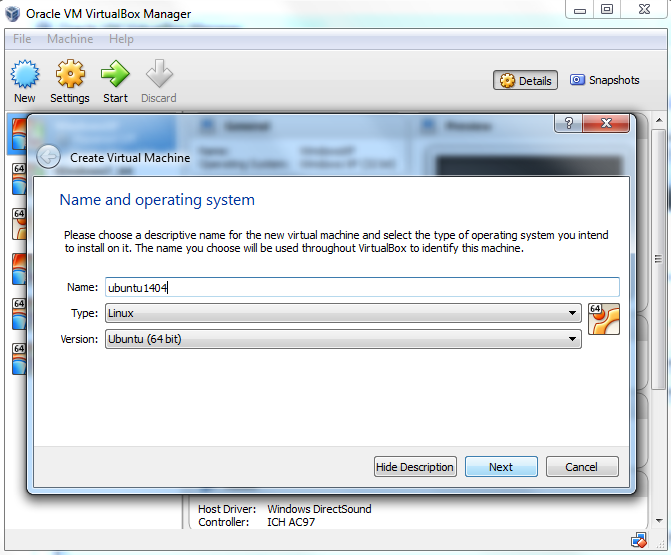 Oracle VM VirtualBox Manager
File Machine Help
New Settings Start Discard Details Snapshots
Create Virtual Machine
Name and operating system
Please choose a descriptive name for the new virtual machine and select the type of operating system you intend
to install on it. The name you choose will be used throughout VirtualBox to identify this machine.
Name: ubuntu1404
Type: Linux
64
Version: Ubuntu (64 bit)
Hide Description Next Cancel
Host Driver: Windows DirectSound
Controller: ICH AC97